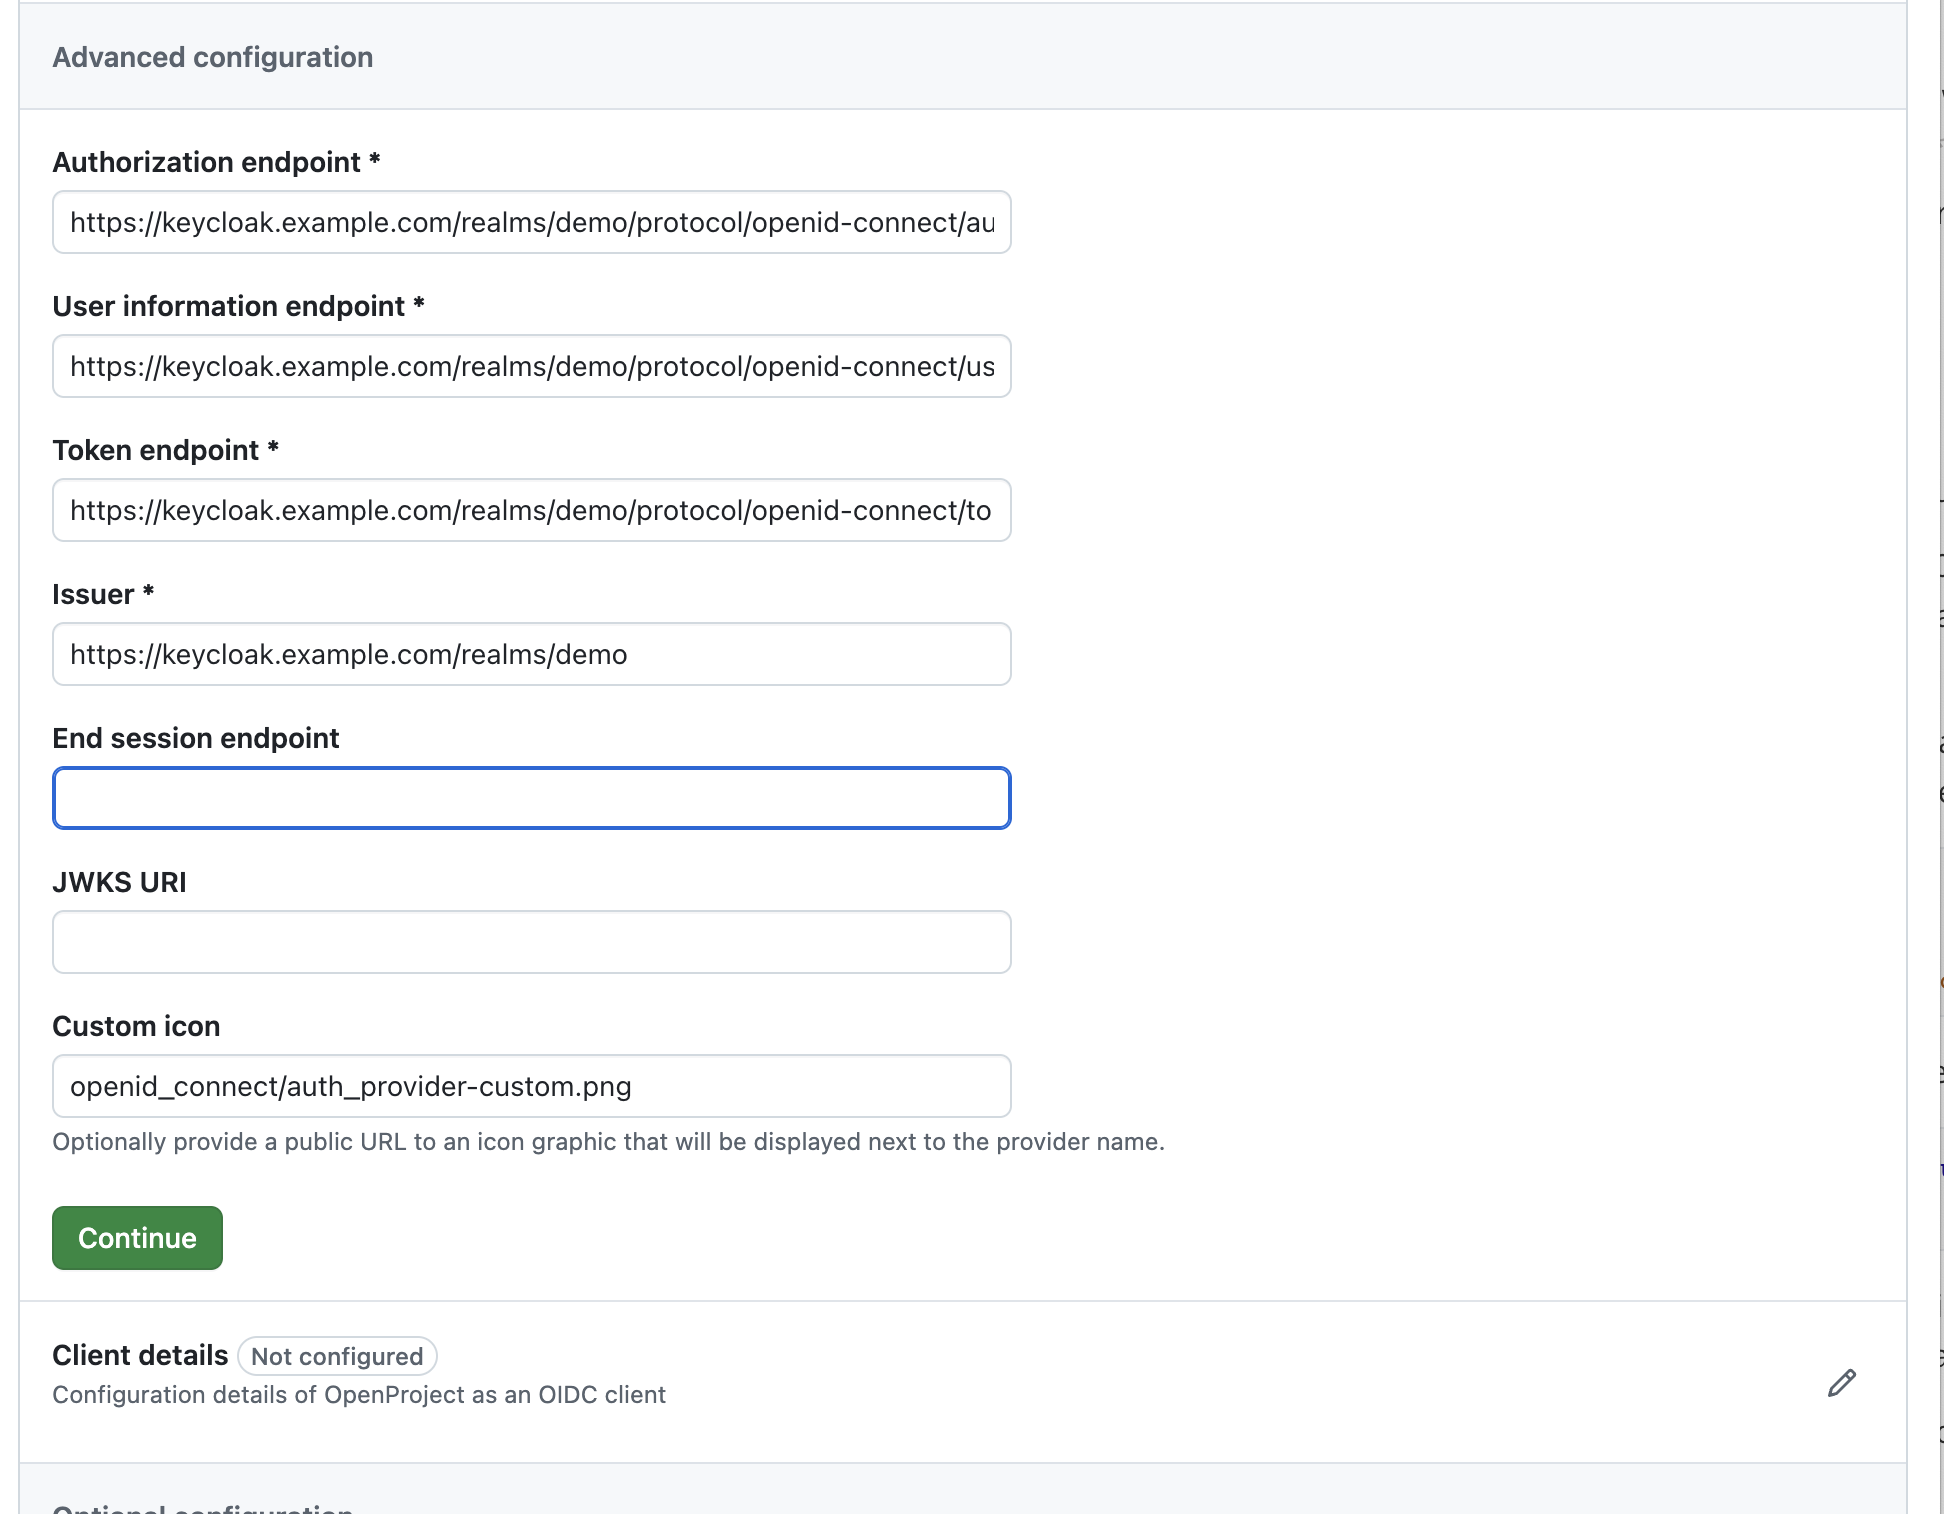 Advanced configuration
Authorization endpoint *
https://keycloak.example.com/realms/demo/protocol/openid-connect/au
User information endpoint *
https://keycloak.example.com/realms/demo/protocol/openid-connect/us
Token endpoint *
https://keycloak.example.com/realms/demo/protocol/openid-connect/to
Issuer *
https://keycloak.example.com/realms/demo
End session endpoint
JWKS URI
Custom icon
openid_connect/auth_provider-custom.png
Optionally provide a public URL to an icon graphic that will be displayed next to the provider name.
Continue
Client details Not configured
Configuration details of OpenProject as an OIDC client
Optional configuration